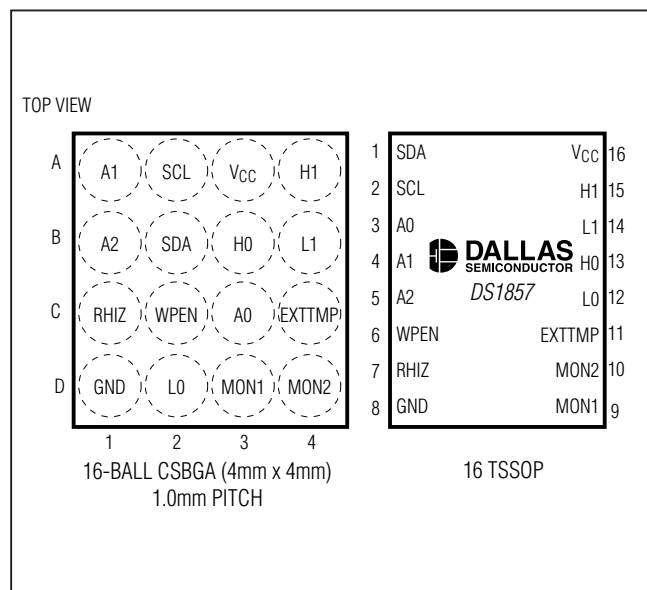 TOP VIEW
A A1 SCL VCC H1
B A2 SDA H0 L1
C RHIZ WPEN A0 EXTTMP
D GND L0 MON1 MON2
1 2 3 4
16-BALL CSBGA (4mm x 4mm)
1.0mm PITCH
1 SDA VCC 16
2 SCL H1 15
3 A0 L1 14
4 A1 DALLAS SEMICONDUCTOR H0 13
5 A2 DS1857 L0 12
6 WPEN EXTTMP 11
7 RHIZ MON2 10
8 GND MON1 9
16 TSSOP